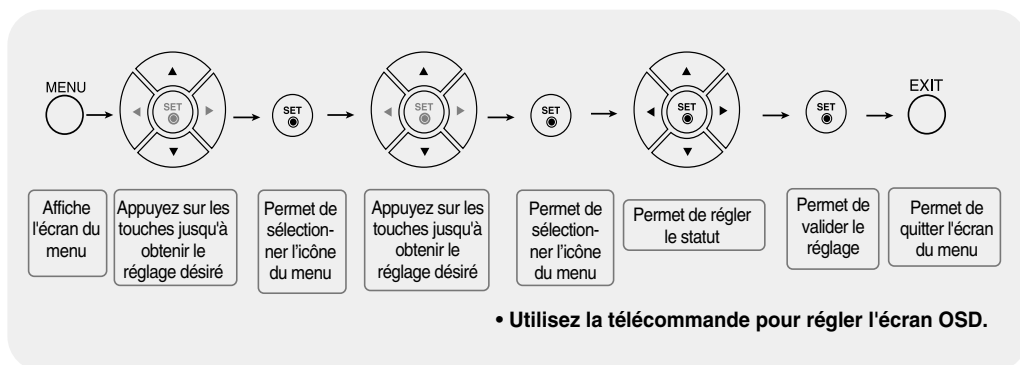 MENU
SET
SET
SET
SET
SET
SET
EXIT
Affiche
l'écran du
menu
Appuyez sur les
touches jusqu'à
obtenir le
réglage désiré
Permet de
sélection-
ner l'icône
du menu
Appuyez sur les
touches jusqu'à
obtenir le
réglage désiré
Permet de
sélection-
ner l'icône
du menu
Permet de régler
le statut
Permet de
valider le
réglage
Permet de
quitter l'écran
du menu
• Utilisez la télécommande pour régler l'écran OSD.